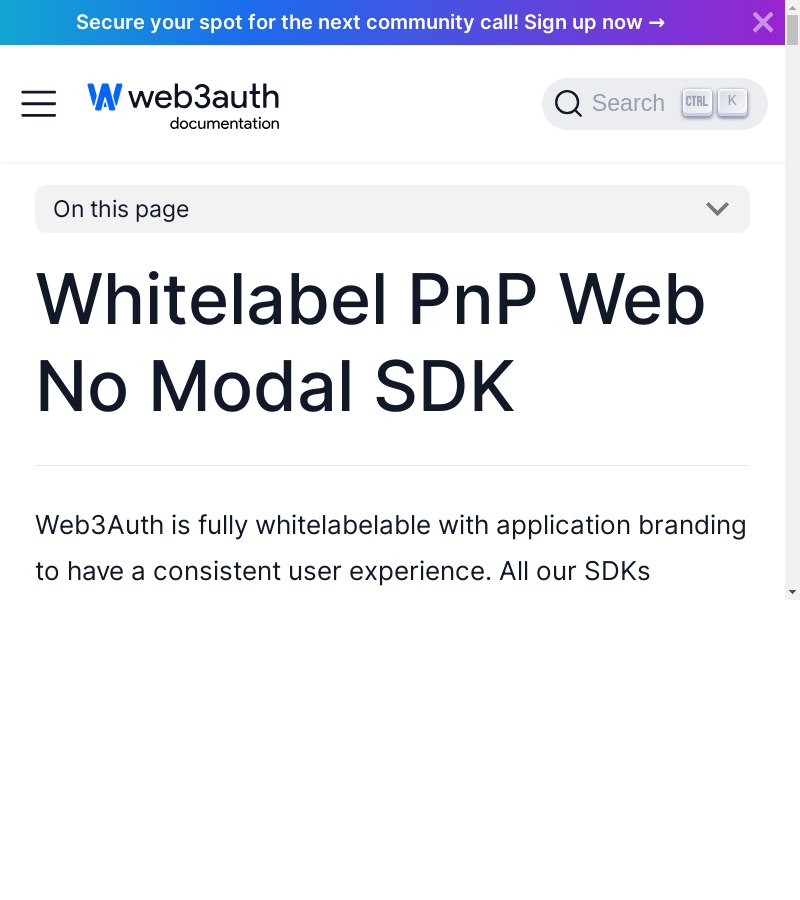 Secure your spot for the next community call! Sign up now →
web3auth
documentation
Search CTRL K
On this page
Whitelabel PnP Web
No Modal SDK
Web3Auth is fully whitelabelable with application branding
to have a consistent user experience. All our SDKs